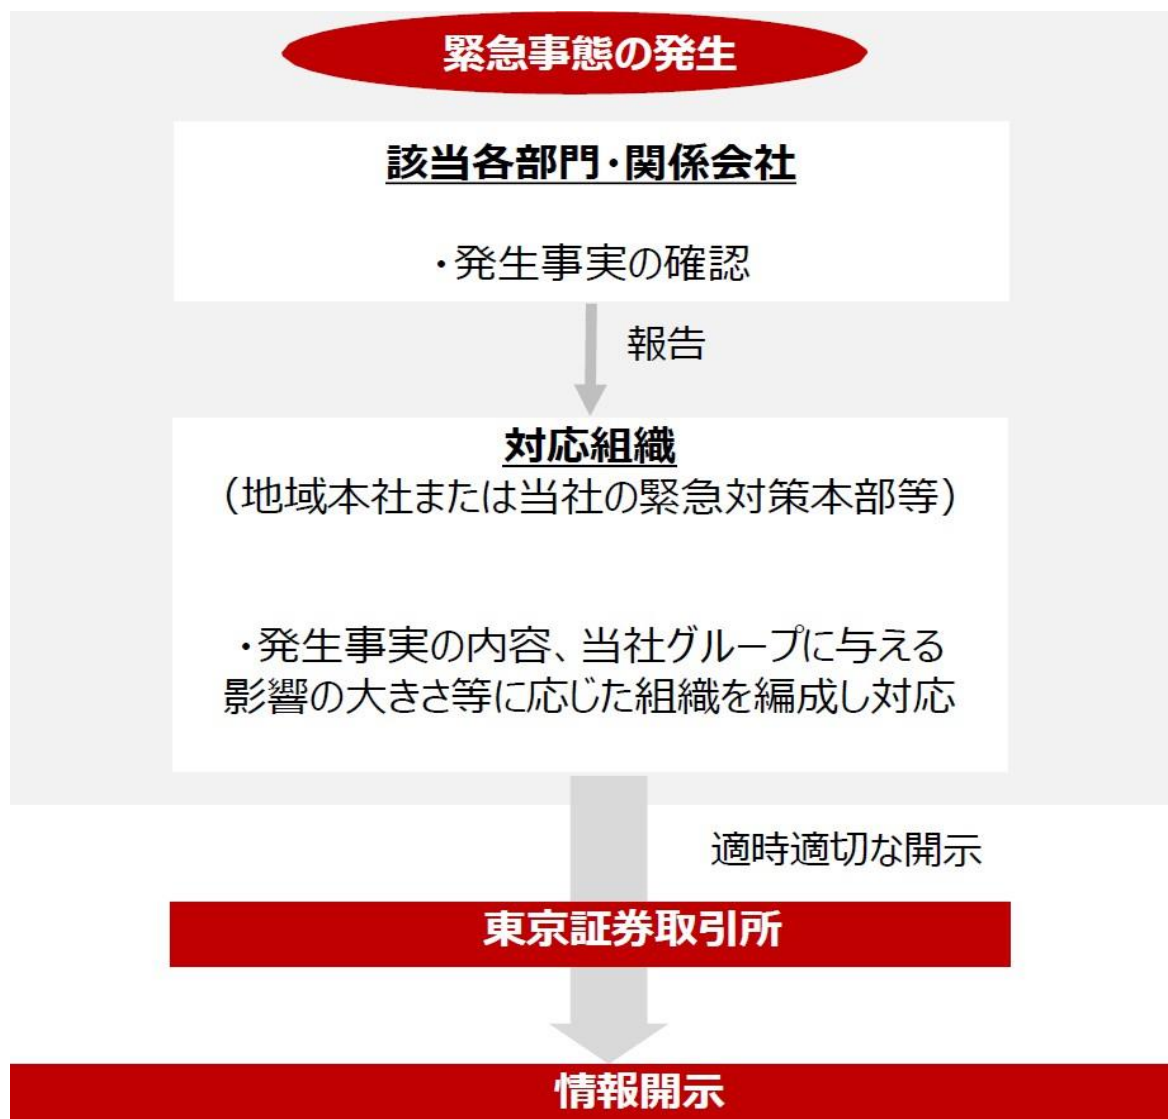 緊急事態の発生
該当各部門・関係会社
・発生事実の確認
報告
対応組織
（地域本社または当社の緊急対策本部等）
・発生事実の内容、当社グループに与える
影響の大きさ等に応じた組織を編成し対応
適時適切な開示
東京証券取引所
情報開示